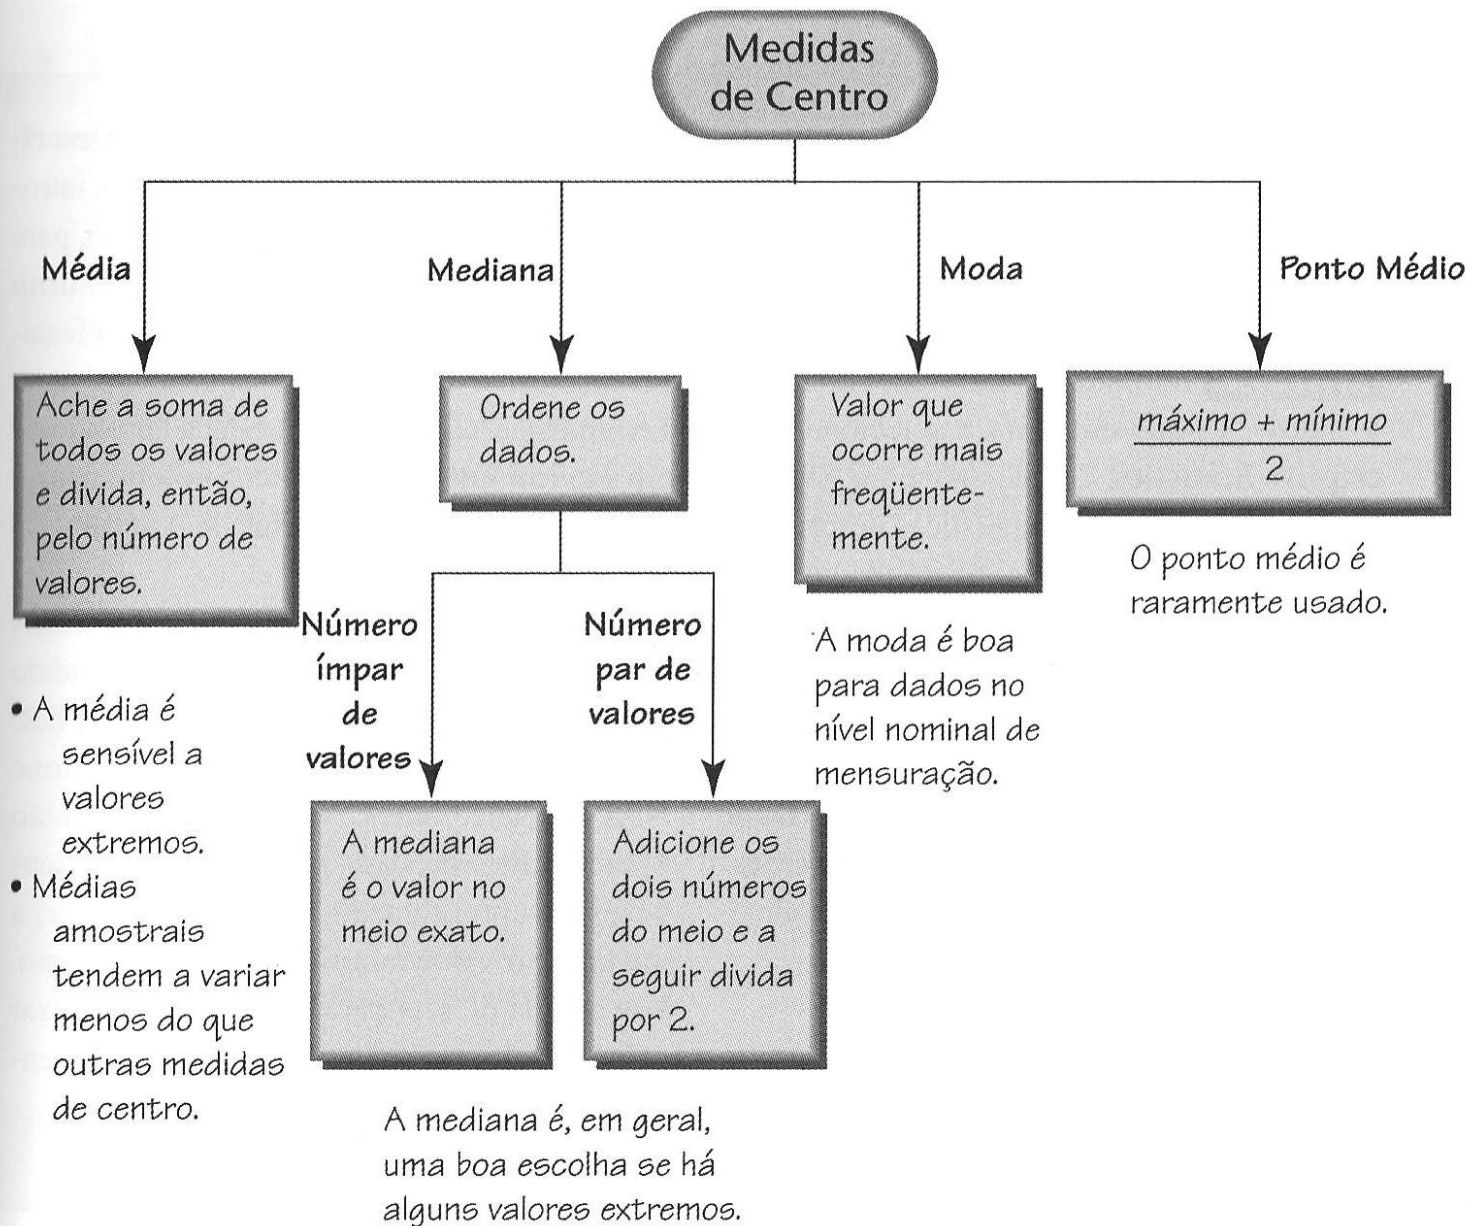 Medidas
de Centro
Média
Mediana
Moda
Ponto Médio
Ache a soma de
todos os valores
e divida, então,
pelo número de
valores.
Ordene os
dados.
Valor que
ocorre mais
freqüente-
mente.
máximo + mínimo
2
O ponto médio é
raramente usado.
Número
ímpar
de
valores
Número
par de
valores
A moda é boa
para dados no
nível nominal de
mensuração.
• A média é
sensível a
valores
extremos.
• Médias
amostrais
tendem a variar
menos do que
outras medidas
de centro.
A mediana
é o valor no
meio exato.
Adicione os
dois números
do meio e a
seguir divida
por 2.
A mediana é, em geral,
uma boa escolha se há
alguns valores extremos.